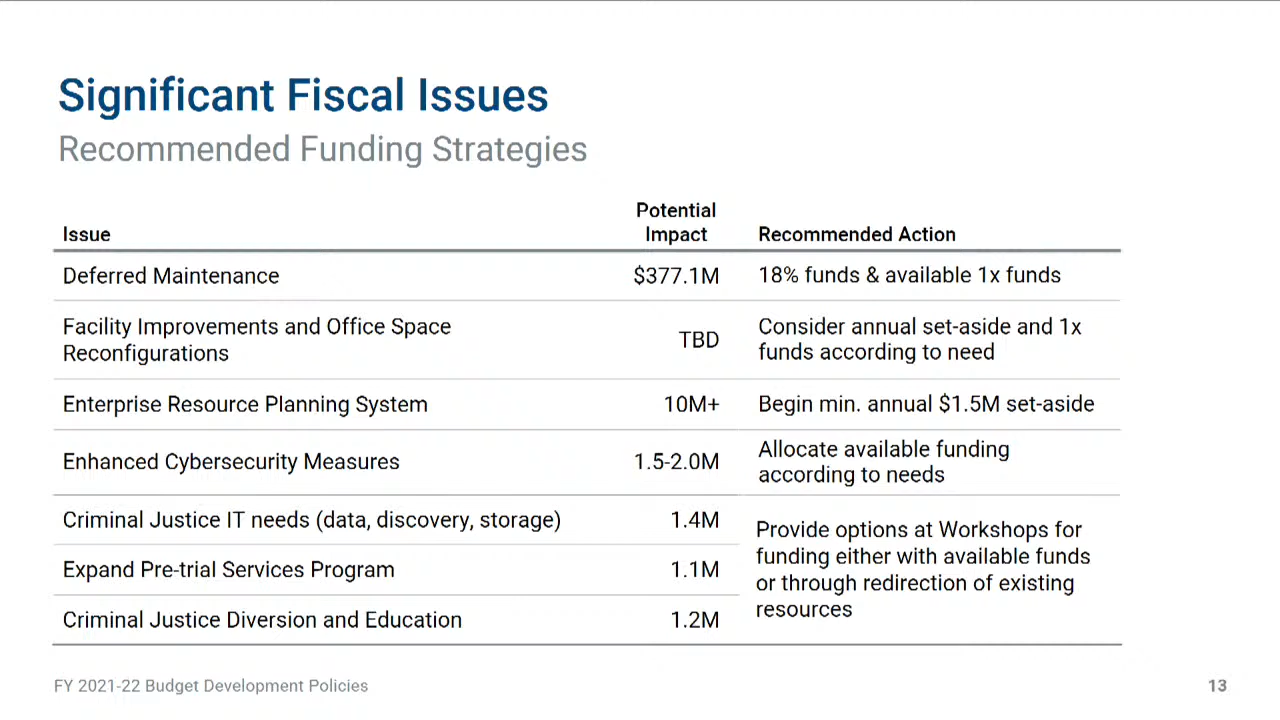 Significant Fiscal Issues
Recommended Funding Strategies
Potential
Issue Impact Recommended Action
Deferred Maintenance $377.1M 18% funds & available 1x funds
Facility Improvements and Office Space
Reconfigurations
TBD
Consider annual set-aside and 1x
funds according to need
Enterprise Resource Planning System 10M+ Begin min. annual $1.5M set-aside
Enhanced Cybersecurity Measures 1.5-2.0M
Allocate available funding
according to needs
Criminal Justice IT needs (data, discovery, storage) 1.4M
Expand Pre-trial Services Program 1.1M
Criminal Justice Diversion and Education 1.2M
Provide options at Workshops for
funding either with available funds
or through redirection of existing
resources
FY 2021-22 Budget Development Policies 13